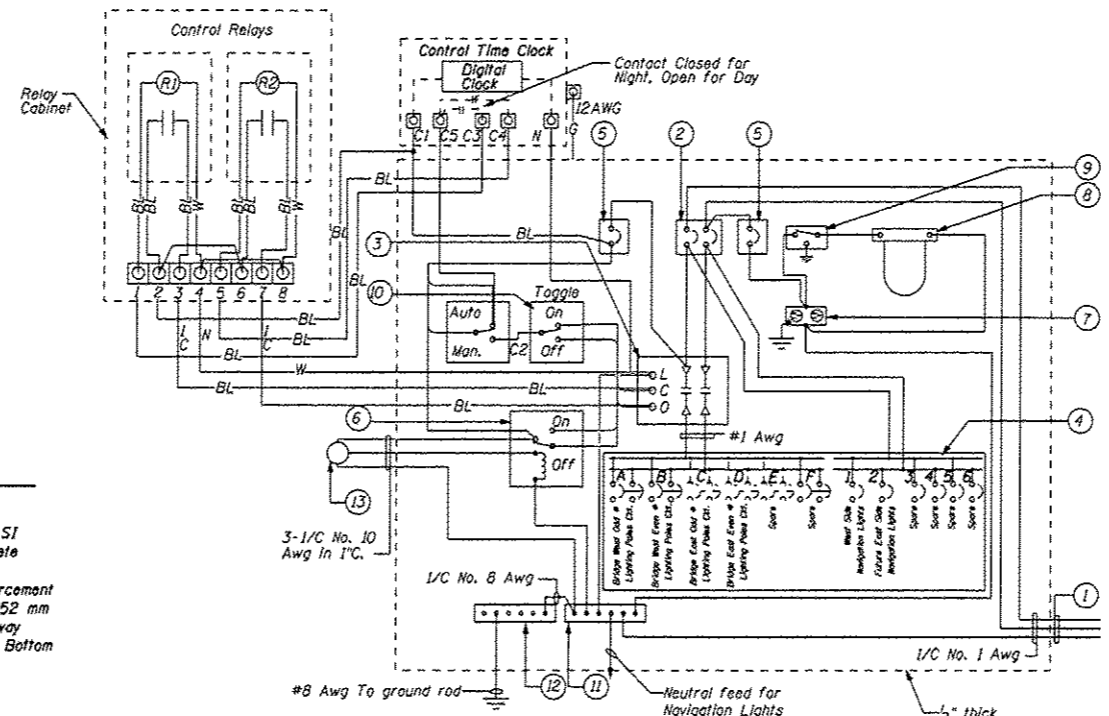 Control Relays
R1
R2
Relay
Cabinet
BL
BL
BL
W
BL
BL
BL
W
1
2
3
4
5
6
7
8
Control Time Clock
Digital
Clock
Contact Closed for
Night, Open for Day
C1
C5
C3
C4
N
12AWG
G
BL
BL
BL
BL
BL
BL
1
C
N
1
C
BL
W
BL
BL
BL
3
10
5
2
5
9
8
7
Auto
Man.
C2
Toggle
On
Off
L
C
O
#1 Awg
4
6
On
Off
13
3-1/C No. 10
Awg in 1"C.
A
B
C
D
E
F
1
2
3
4
5
6
Bridge West Odd #
Lighting Poles Ckt.
Bridge West Even #
Lighting Poles Ckt.
Bridge East Odd #
Lighting Poles Ckt.
Bridge East Even #
Lighting Poles Ckt.
Spare
Spare
West Side
Navigation Lights
Future East Side
Navigation Lights
Spare
Spare
Spare
Spare
1/C No. 8 Awg
1
1/C No. 1 Awg
#8 Awg To ground rod
12
11
Neutral feed for
Navigation Lights
½" thick
SI
ete
rcement
52 mm
way
Bottom